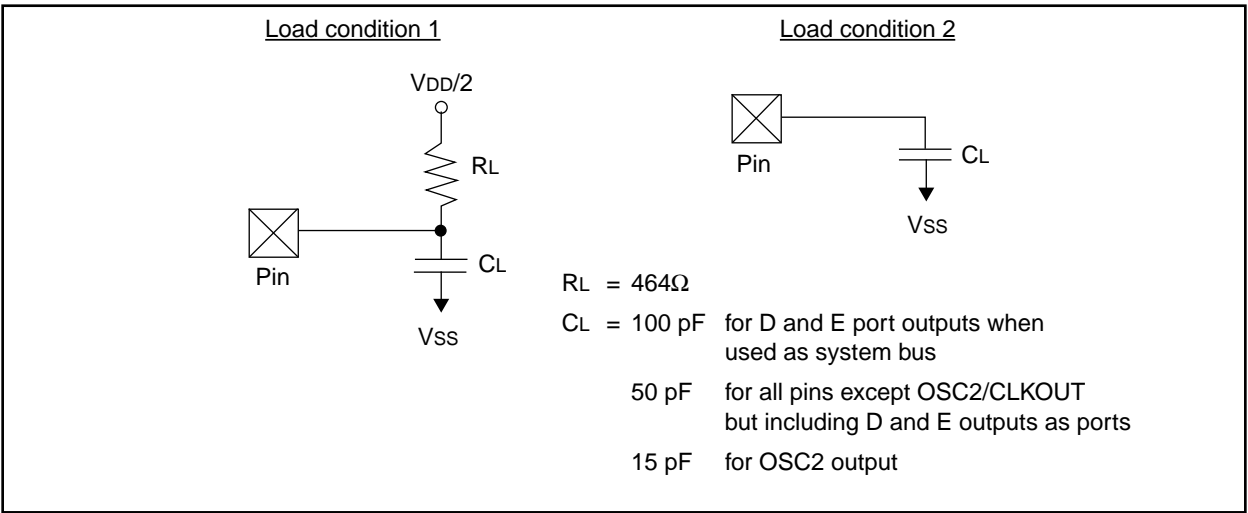 Load condition 1
VDD/2
RL
Pin
CL
VSS
Load condition 2
Pin
CL
VSS
RL = 464Ω
CL = 100 pF for D and E port outputs when
used as system bus
50 pF for all pins except OSC2/CLKOUT
but including D and E outputs as ports
15 pF for OSC2 output